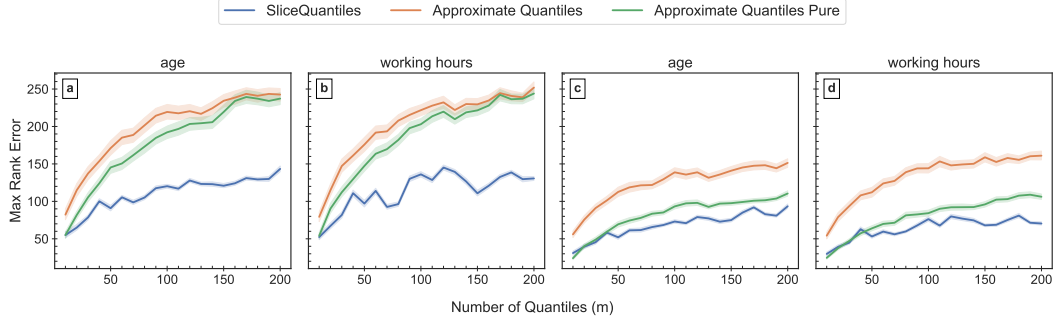 SliceQuantiles Approximate Quantiles Approximate Quantiles Pure
age working hours age working hours
a b c d
Max Rank Error
250
200
150
100
50
50 100 150 200 50 100 150 200 50 100 150 200 50 100 150 200
Number of Quantiles (m)